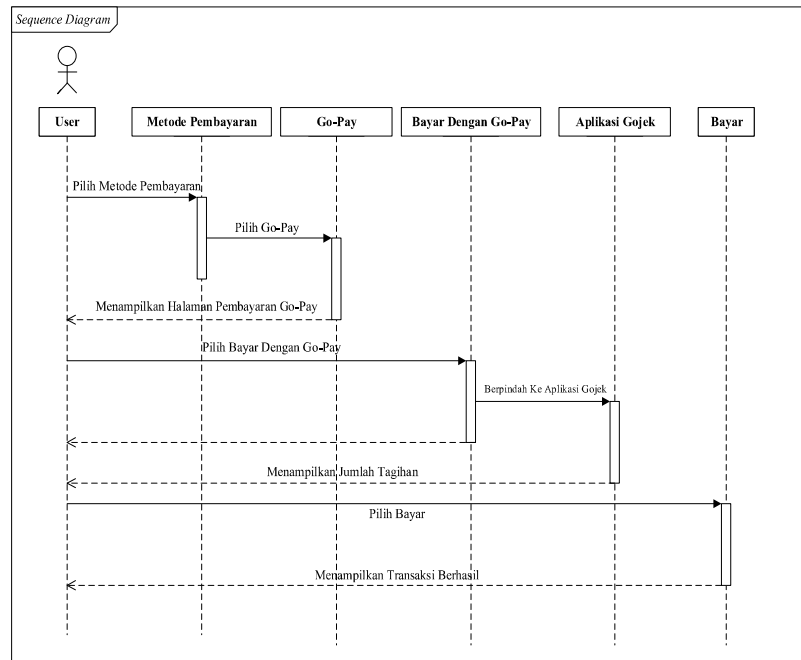 Sequence Diagram
User
Metode Pembayaran
Go-Pay
Bayar Dengan Go-Pay
Aplikasi Gojek
Bayar
Pilih Metode Pembayaran
Pilih Go-Pay
Menampilkan Halaman Pembayaran Go-Pay
Pilih Bayar Dengan Go-Pay
Berpindah Ke Aplikasi Gojek
Menampilkan Jumlah Tagihan
Pilih Bayar
Menampilkan Transaksi Berhasil